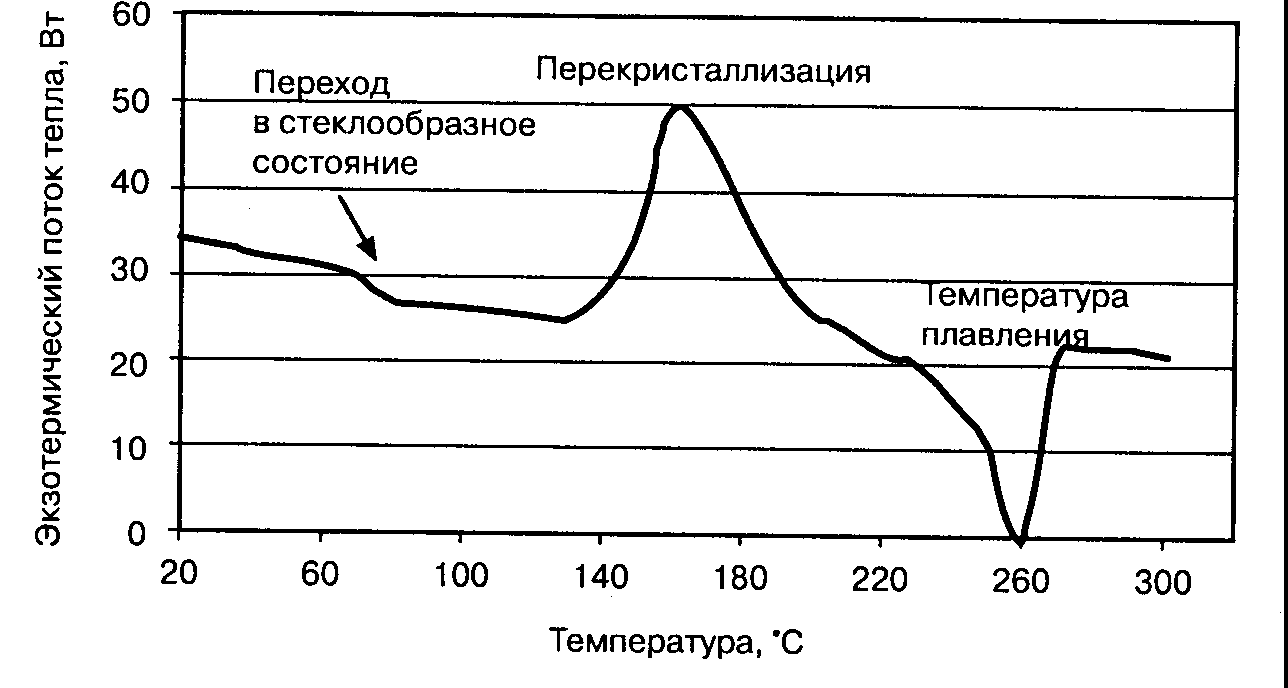 Экзотермический поток тепла, Вт
60
50
40
30
20
10
0
Переход
в стеклообразное
состояние
Перекристаллизация
Температура
плавления
20 60 100 140 180 220 260 300
Температура, °C